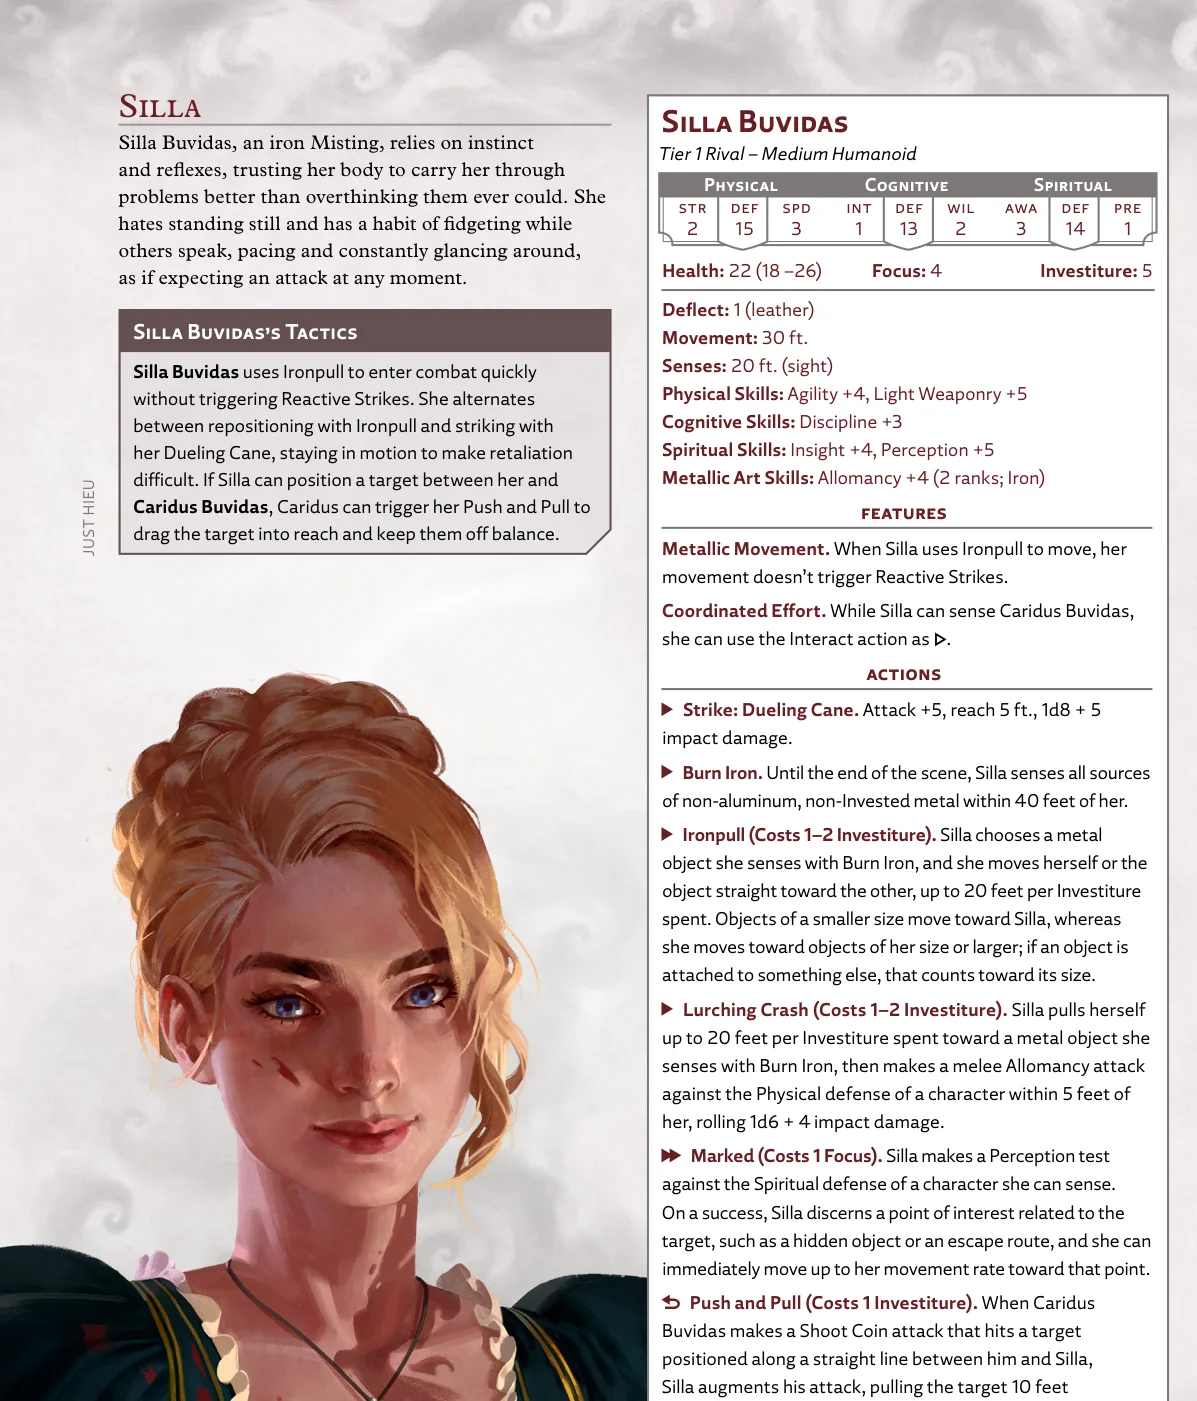 Silla
Silla Buvidas, an iron Misting, relies on instinct
and reflexes, trusting her body to carry her through
problems better than overthinking them ever could. She
hates standing still and has a habit of fidgeting while
others speak, pacing and constantly glancing around,
as if expecting an attack at any moment.
Silla Buvidas’s Tactics
Silla Buvidas uses Ironpull to enter combat quickly
without triggering Reactive Strikes. She alternates
between repositioning with Ironpull and striking with
her Dueling Cane, staying in motion to make retaliation
difficult. If Silla can position a target between her and
Caridus Buvidas, Caridus can trigger her Push and Pull to
drag the target into reach and keep them off balance.
JUST HIEU
Silla Buvidas
Tier 1 Rival – Medium Humanoid
Physical Cognitive Spiritual
STR DEF SPD INT DEF WIL AWA DEF PRE
2 15 3 1 13 2 3 14 1
Health: 22 (18 –26) Focus: 4 Investiture: 5
Deflect: 1 (leather)
Movement: 30 ft.
Senses: 20 ft. (sight)
Physical Skills: Agility +4, Light Weaponry +5
Cognitive Skills: Discipline +3
Spiritual Skills: Insight +4, Perception +5
Metallic Art Skills: Allomancy +4 (2 ranks; Iron)
FEATURES
Metallic Movement. When Silla uses Ironpull to move, her
movement doesn’t trigger Reactive Strikes.
Coordinated Effort. While Silla can sense Caridus Buvidas,
she can use the Interact action as ▷.
ACTIONS
▶ Strike: Dueling Cane. Attack +5, reach 5 ft., 1d8 + 5
impact damage.
▶ Burn Iron. Until the end of the scene, Silla senses all sources
of non-aluminum, non-Invested metal within 40 feet of her.
▶ Ironpull (Costs 1–2 Investiture). Silla chooses a metal
object she senses with Burn Iron, and she moves herself or the
object straight toward the other, up to 20 feet per Investiture
spent. Objects of a smaller size move toward Silla, whereas
she moves toward objects of her size or larger; if an object is
attached to something else, that counts toward its size.
▶ Lurching Crash (Costs 1–2 Investiture). Silla pulls herself
up to 20 feet per Investiture spent toward a metal object she
senses with Burn Iron, then makes a melee Allomancy attack
against the Physical defense of a character within 5 feet of
her, rolling 1d6 + 4 impact damage.
▶▶ Marked (Costs 1 Focus). Silla makes a Perception test
against the Spiritual defense of a character she can sense.
On a success, Silla discerns a point of interest related to the
target, such as a hidden object or an escape route, and she can
immediately move up to her movement rate toward that point.
⮌ Push and Pull (Costs 1 Investiture). When Caridus
Buvidas makes a Shoot Coin attack that hits a target
positioned along a straight line between him and Silla,
Silla augments his attack, pulling the target 10 feet